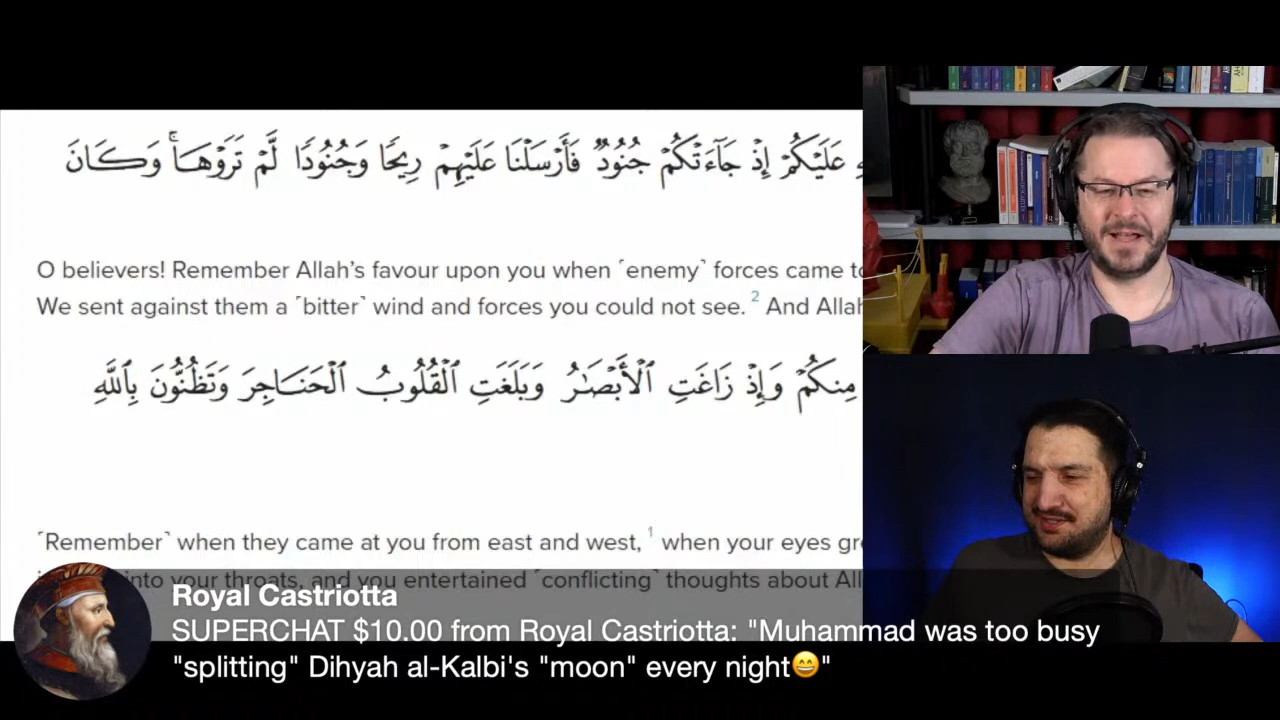 عَلَيۡكُمۡ إِذۡ جَآءَتۡكُمۡ جُنُودٞ فَأَرۡسَلۡنَا عَلَيۡهِمۡ رِيحٗا وَجُنُودٗا لَّمۡ تَرَوۡهَاۚ وَكَانَ
O believers! Remember Allah’s favour upon you when ˹enemy˺ forces came
We sent against them a ˹bitter˺ wind and forces you could not see. 2 And Allah
مِنكُمۡ وَإِذۡ زَاغَتِ ٱلۡأَبۡصَٰرُ وَبَلَغَتِ ٱلۡقُلُوبُ ٱلۡحَنَاجِرَ وَتَظُنُّونَ بِٱللَّهِ
˹Remember˺ when they came at you from east and west, 1 when your eyes
into your throats, and you entertained ˹conflicting˺ thoughts about
Royal Castriotta
SUPERCHAT $10.00 from Royal Castriotta: "Muhammad was too busy
"splitting" Dihyah al-Kalbi's "moon" every night😄"